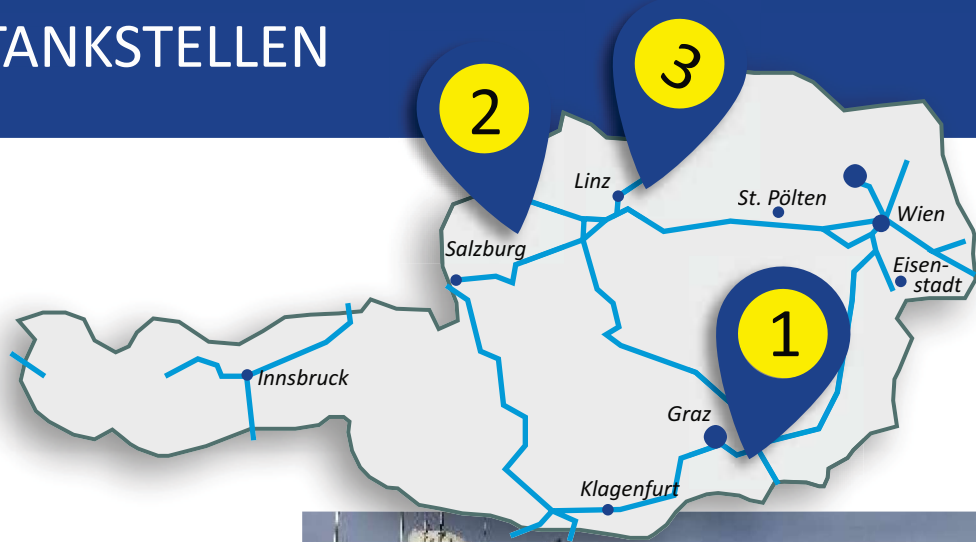 TANKSTELLEN
3
2
Linz
St. Pölten
Wien
Salzburg
Eisen-
stadt
1
Innsbruck
Graz
Klagenfurt